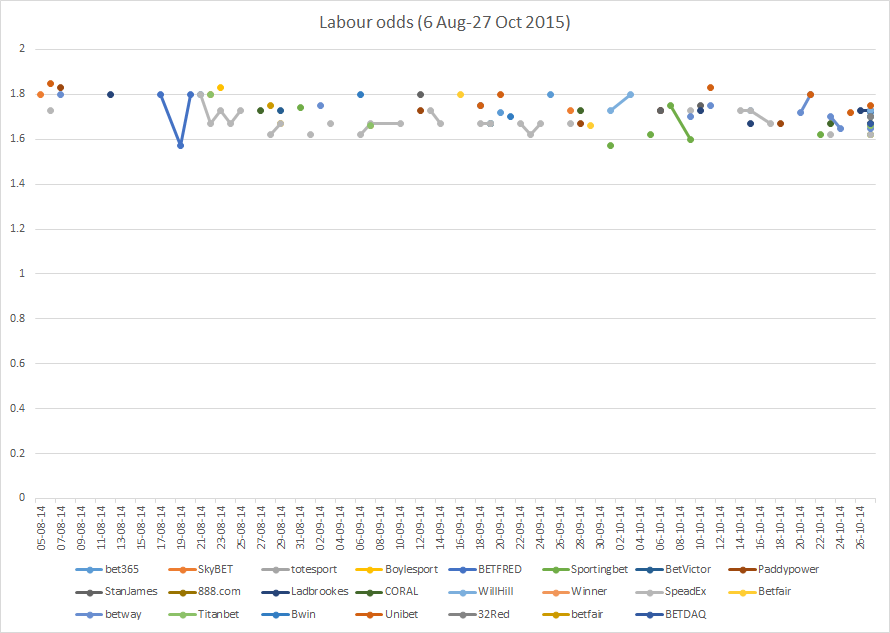 Labour odds (6 Aug-27 Oct 2015)
2
1.8
1.6
1.4
1.2
1
0.8
0.6
0.4
0.2
0
05-08-14 07-08-14 09-08-14 11-08-14 13-08-14 15-08-14 17-08-14 19-08-14 21-08-14 23-08-14 25-08-14 27-08-14 29-08-14 31-08-14 02-09-14 04-09-14 06-09-14 08-09-14 10-09-14 12-09-14 14-09-14 16-09-14 18-09-14 20-09-14 22-09-14 24-09-14 26-09-14 28-09-14 30-09-14 02-10-14 04-10-14 06-10-14 08-10-14 10-10-14 12-10-14 14-10-14 16-10-14 18-10-14 20-10-14 22-10-14 24-10-14 26-10-14
bet365 SkyBET totesport Boylesport BETFRED Sportingbet BetVictor Paddypower
StanJames 888.com Ladbrookes CORAL WillHill Winner SpeadEx Betfair
betway Titanbet Bwin Unibet 32Red betfair BETDAQ